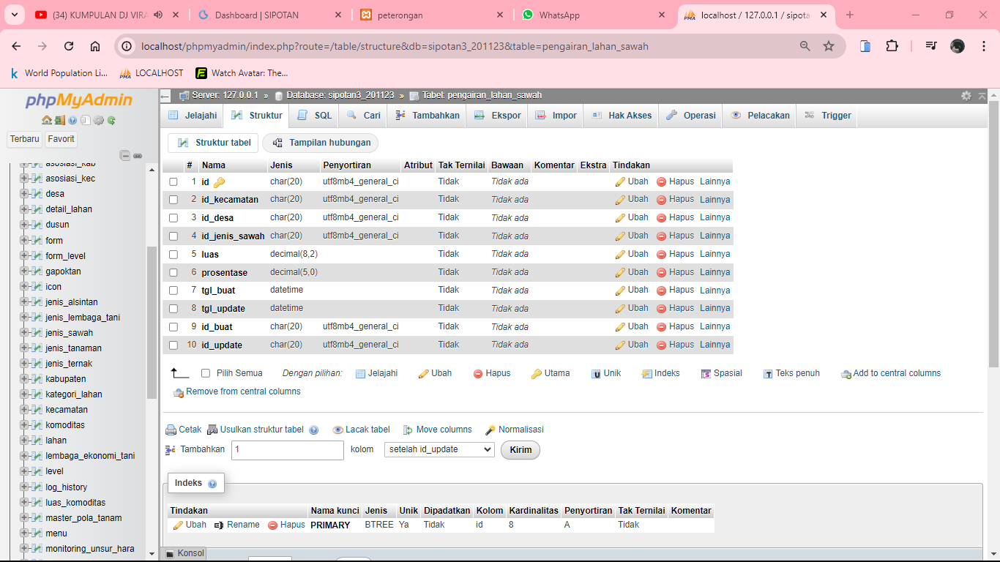 (34) KUMPULAN DJ VIRA
Dashboard | SIPOTAN
peterongan
WhatsApp
localhost / 127.0.0.1 / sipota
localhost/phpmyadmin/index.php?route=/table/structure&db=sipotan3_201123&table=pengairan_lahan_sawah
World Population Li...
LOCALHOST
Watch Avatar: The...
phpMyAdmin
Terbaru Favorit
asosiasi_kab
asosiasi_kec
desa
detail_lahan
dusun
form
form_level
gapoktan
icon
jenis_alsintan
jenis_lembaga_tani
jenis_sawah
jenis_tanaman
jenis_ternak
kabupaten
kategori_lahan
kecamatan
komoditas
lahan
lembaga_ekonomi_tani
level
log_history
luas_komoditas
master_pola_tanam
menu
monitoring_unsur_hara
Server: 127.0.0.1 » Database: sipotan3_201123 » Tabel: pengairan_lahan_sawah
Jelajahi Struktur SQL Cari Tambahkan Ekspor Impor Hak Akses Operasi Pelacakan Trigger
Struktur tabel Tampilan hubungan
# Nama Jenis Penyortiran Atribut Tak Ternilai Bawaan Komentar Ekstra Tindakan
1 id char(20) utf8mb4_general_ci Tidak Tidak ada Ubah Hapus Lainnya
2 id_kecamatan char(20) utf8mb4_general_ci Tidak Tidak ada Ubah Hapus Lainnya
3 id_desa char(20) utf8mb4_general_ci Tidak Tidak ada Ubah Hapus Lainnya
4 id_jenis_sawah char(20) utf8mb4_general_ci Tidak Tidak ada Ubah Hapus Lainnya
5 luas decimal(8,2) Tidak Tidak ada Ubah Hapus Lainnya
6 prosentase decimal(5,0) Tidak Tidak ada Ubah Hapus Lainnya
7 tgl_buat datetime Tidak Tidak ada Ubah Hapus Lainnya
8 tgl_update datetime Tidak Tidak ada Ubah Hapus Lainnya
9 id_buat char(20) utf8mb4_general_ci Tidak Tidak ada Ubah Hapus Lainnya
10 id_update char(20) utf8mb4_general_ci Tidak Tidak ada Ubah Hapus Lainnya
Pilih Semua Dengan pilihan: Jelajahi Ubah Hapus Utama Unik Indeks Spasial Teks penuh Add to central columns
Remove from central columns
Cetak Usulkan struktur tabel Lacak tabel Move columns Normalisasi
Tambahkan 1 kolom setelah id_update Kirim
Indeks
Tindakan Nama kunci Jenis Unik Dipadatkan Kolom Kardinalitas Penyortiran Tak Ternilai Komentar
Ubah Rename Hapus PRIMARY BTREE Ya Tidak id 8 A Tidak
Konsol